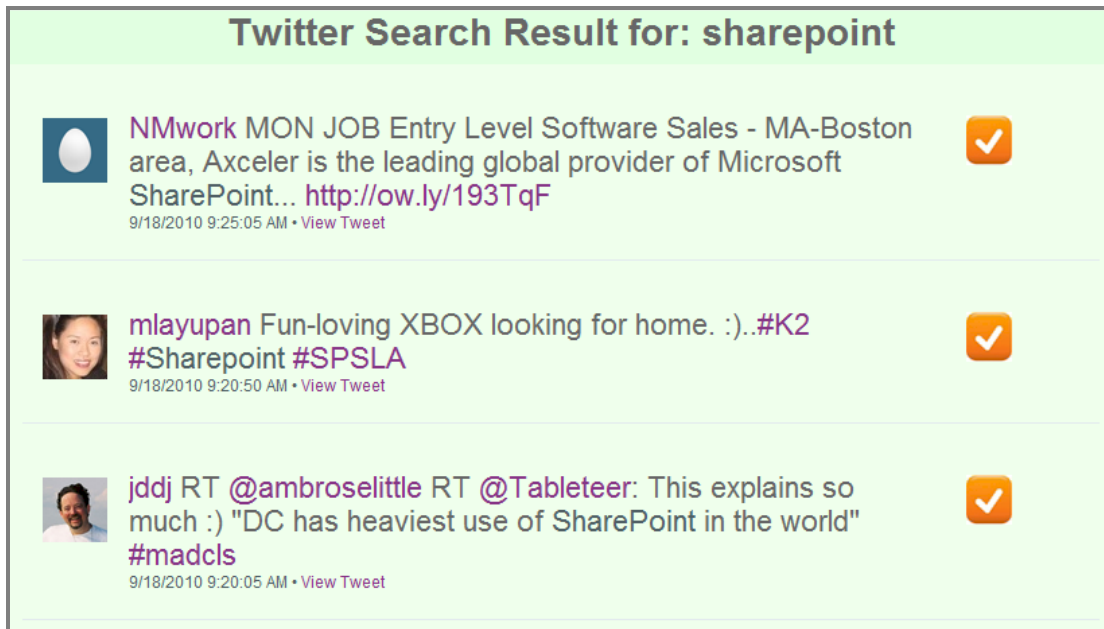 Twitter Search Result for: sharepoint
NMwork MON JOB Entry Level Software Sales - MA-Boston
area, Axceler is the leading global provider of Microsoft
SharePoint... http://ow.ly/193TqF
9/18/2010 9:25:05 AM • View Tweet
mlayupan Fun-loving XBOX looking for home. :)..#K2
#Sharepoint #SPSLA
9/18/2010 9:20:50 AM • View Tweet
jddj RT @ambroselittle RT @Tableteer: This explains so
much :) "DC has heaviest use of SharePoint in the world"
#madcls
9/18/2010 9:20:05 AM • View Tweet